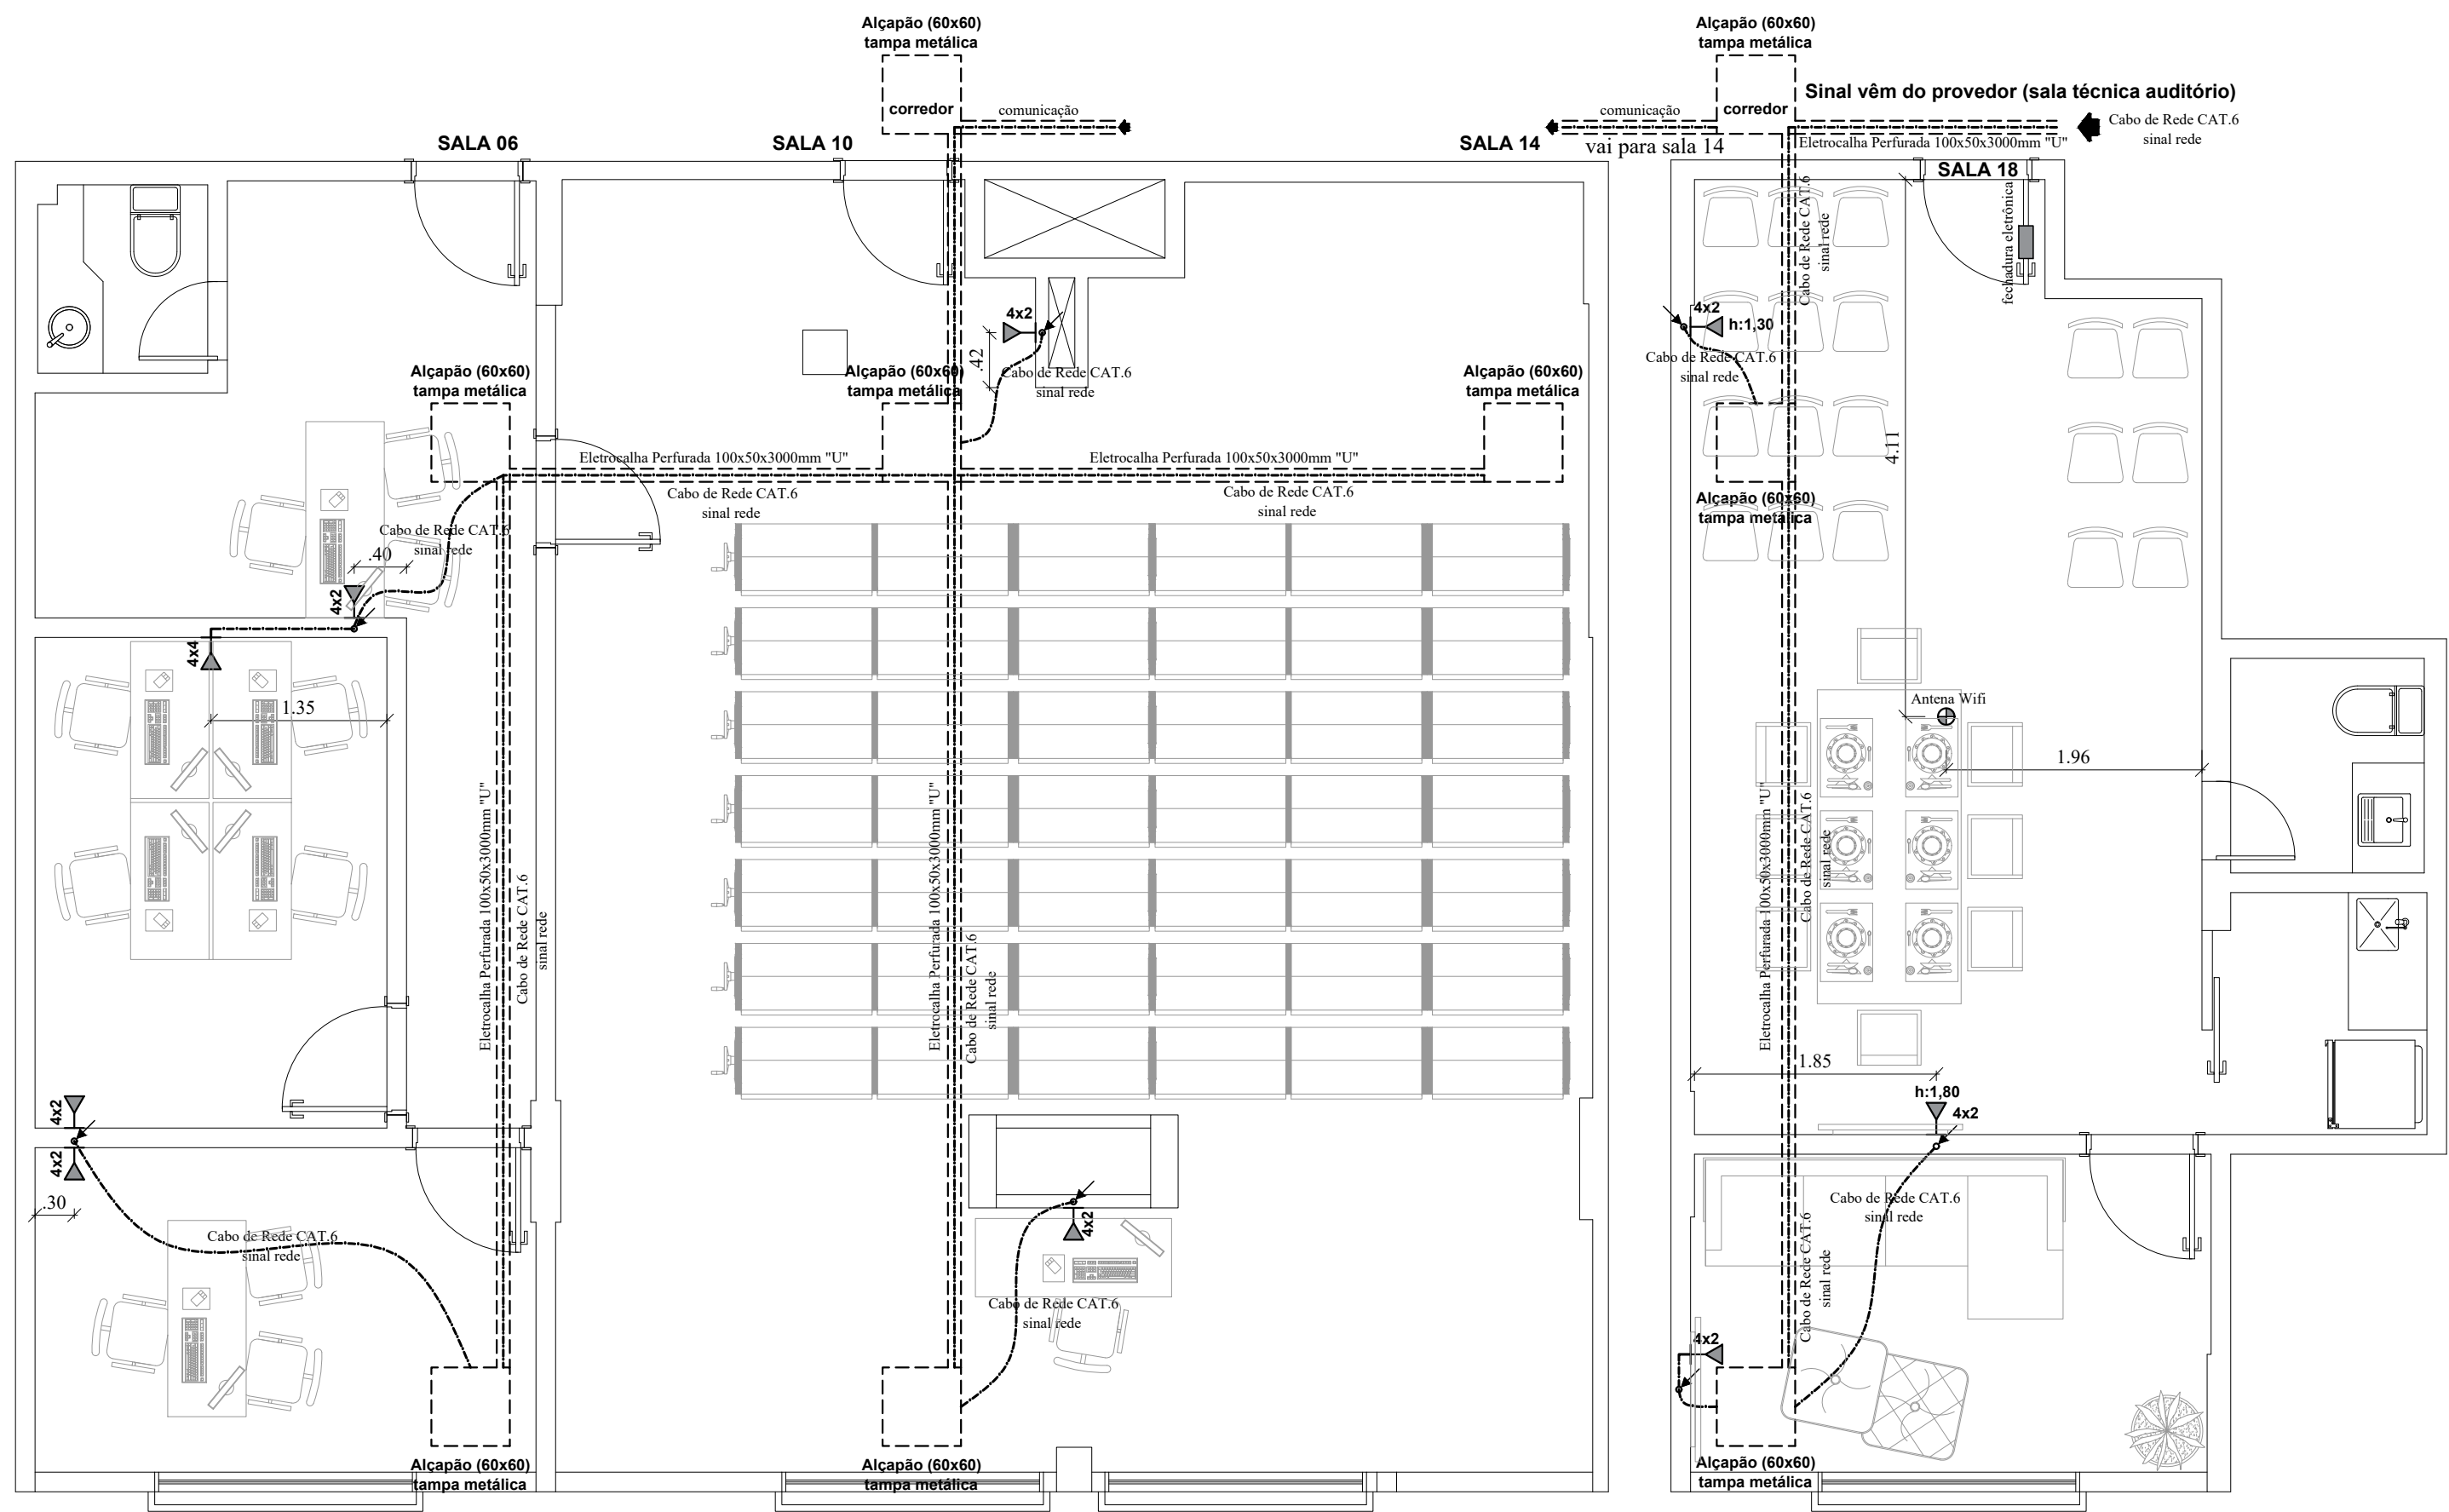 Alçapão (60x60)
tampa metálica
corredor
comunicação
Alçapão (60x60)
tampa metálica
corredor
comunicação
vai para sala 14
Sinal vêm do provedor (sala técnica auditório)
Cabo de Rede CAT.6
sinal rede
Eletrocalha Perfurada 100x50x3000mm "U"
SALA 06
SALA 10
SALA 14
SALA 18
fechadura eletrônica
Cabo de Rede CAT.6
sinal rede
4x2
.42
Cabo de Rede CAT.6
sinal rede
4x2
h:1,30
Cabo de Rede CAT.6
sinal rede
Alçapão (60x60)
tampa metálica
Alçapão (60x60)
tampa metálica
Alçapão (60x60)
tampa metálica
4.11
Alçapão (60x60)
tampa metálica
Eletrocalha Perfurada 100x50x3000mm "U"
Eletrocalha Perfurada 100x50x3000mm "U"
Cabo de Rede CAT.6
sinal rede
Cabo de Rede CAT.6
sinal rede
Cabo de Rede CAT.6
sinal rede
.40
4x2
4x4
1.35
Antena Wifi
1.96
Eletrocalha Perfurada 100x50x3000mm "U"
Cabo de Rede CAT.6
sinal rede
Eletrocalha Perfurada 100x50x3000mm "U"
Cabo de Rede CAT.6
sinal rede
Eletrocalha Perfurada 100x50x3000mm "U"
Cabo de Rede CAT.6
sinal rede
1.85
h:1,80
4x2
4x2
4x2
.30
Cabo de Rede CAT.6
sinal rede
4x2
Cabo de Rede CAT.6
sinal rede
Cabo de Rede CAT.6
sinal rede
Cabo de Rede CAT.6
sinal rede
4x2
Alçapão (60x60)
tampa metálica
Alçapão (60x60)
tampa metálica
Alçapão (60x60)
tampa metálica